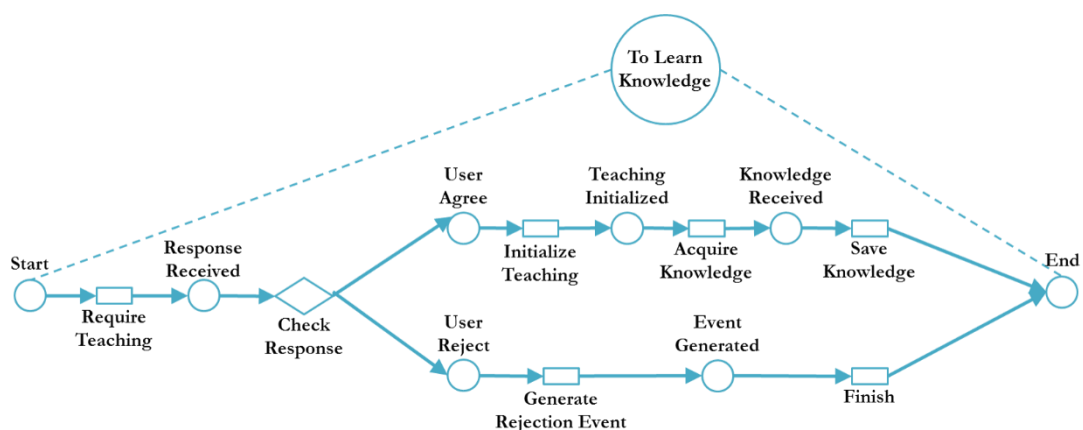 To Learn
Knowledge
Start
Require
Teaching
Response
Received
Check
Response
User
Agree
Initialize
Teaching
Teaching
Initialized
Acquire
Knowledge
Knowledge
Received
Save
Knowledge
End
User
Reject
Generate
Rejection Event
Event
Generated
Finish